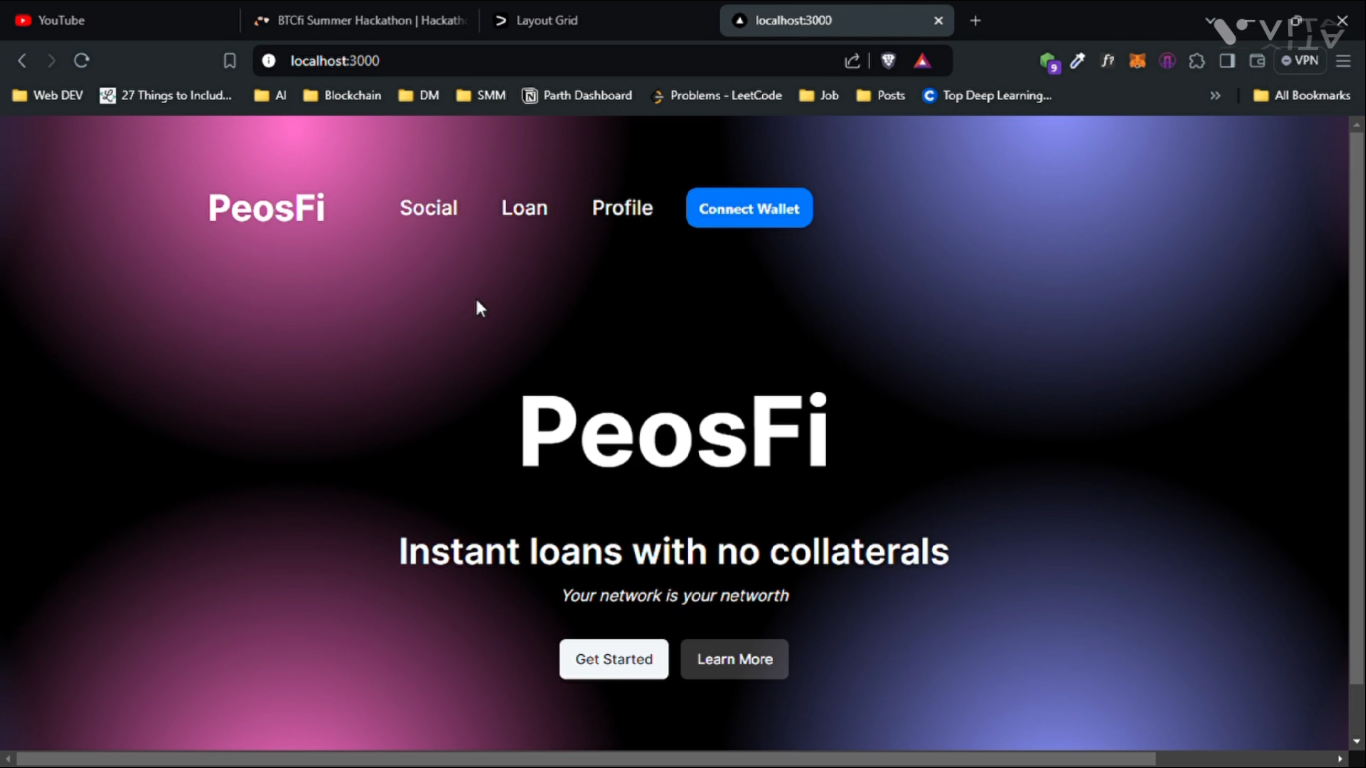 YouTube
BTCfi Summer Hackathon | Hackath
Layout Grid
localhost:3000
VITA
localhost:3000
9
f?
VPN
Web DEV
27 Things to Includ...
AI
Blockchain
DM
SMM
Parth Dashboard
Problems - LeetCode
Job
Posts
Top Deep Learning...
All Bookmarks
PeosFi
Social
Loan
Profile
Connect Wallet
PeosFi
Instant loans with no collaterals
Your network is your networth
Get Started
Learn More